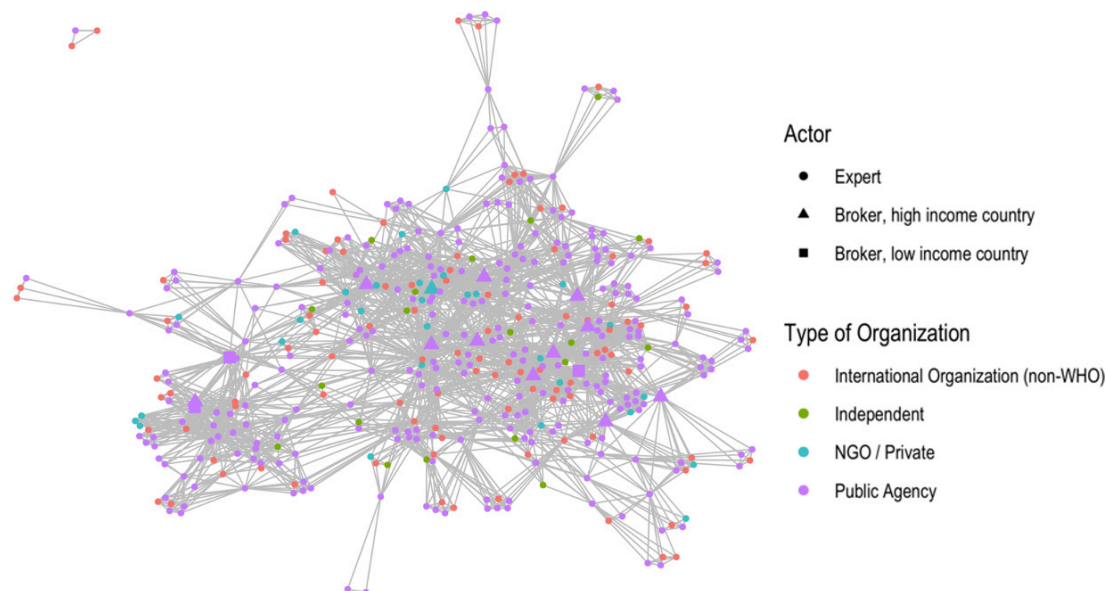 Actor
Expert
Broker, high income country
Broker, low income country
Type of Organization
International Organization (non-WHO)
Independent
NGO / Private
Public Agency